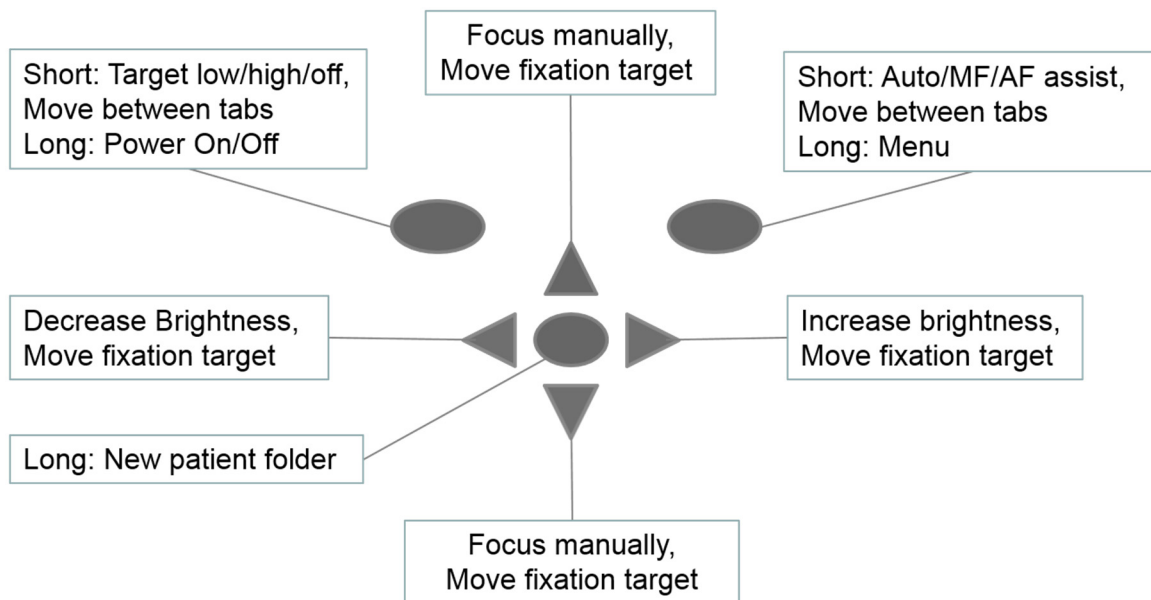 Focus manually,
Move fixation target
Short: Target low/high/off,
Move between tabs
Long: Power On/Off
Short: Auto/MF/AF assist,
Move between tabs
Long: Menu
Decrease Brightness,
Move fixation target
Increase brightness,
Move fixation target
Long: New patient folder
Focus manually,
Move fixation target